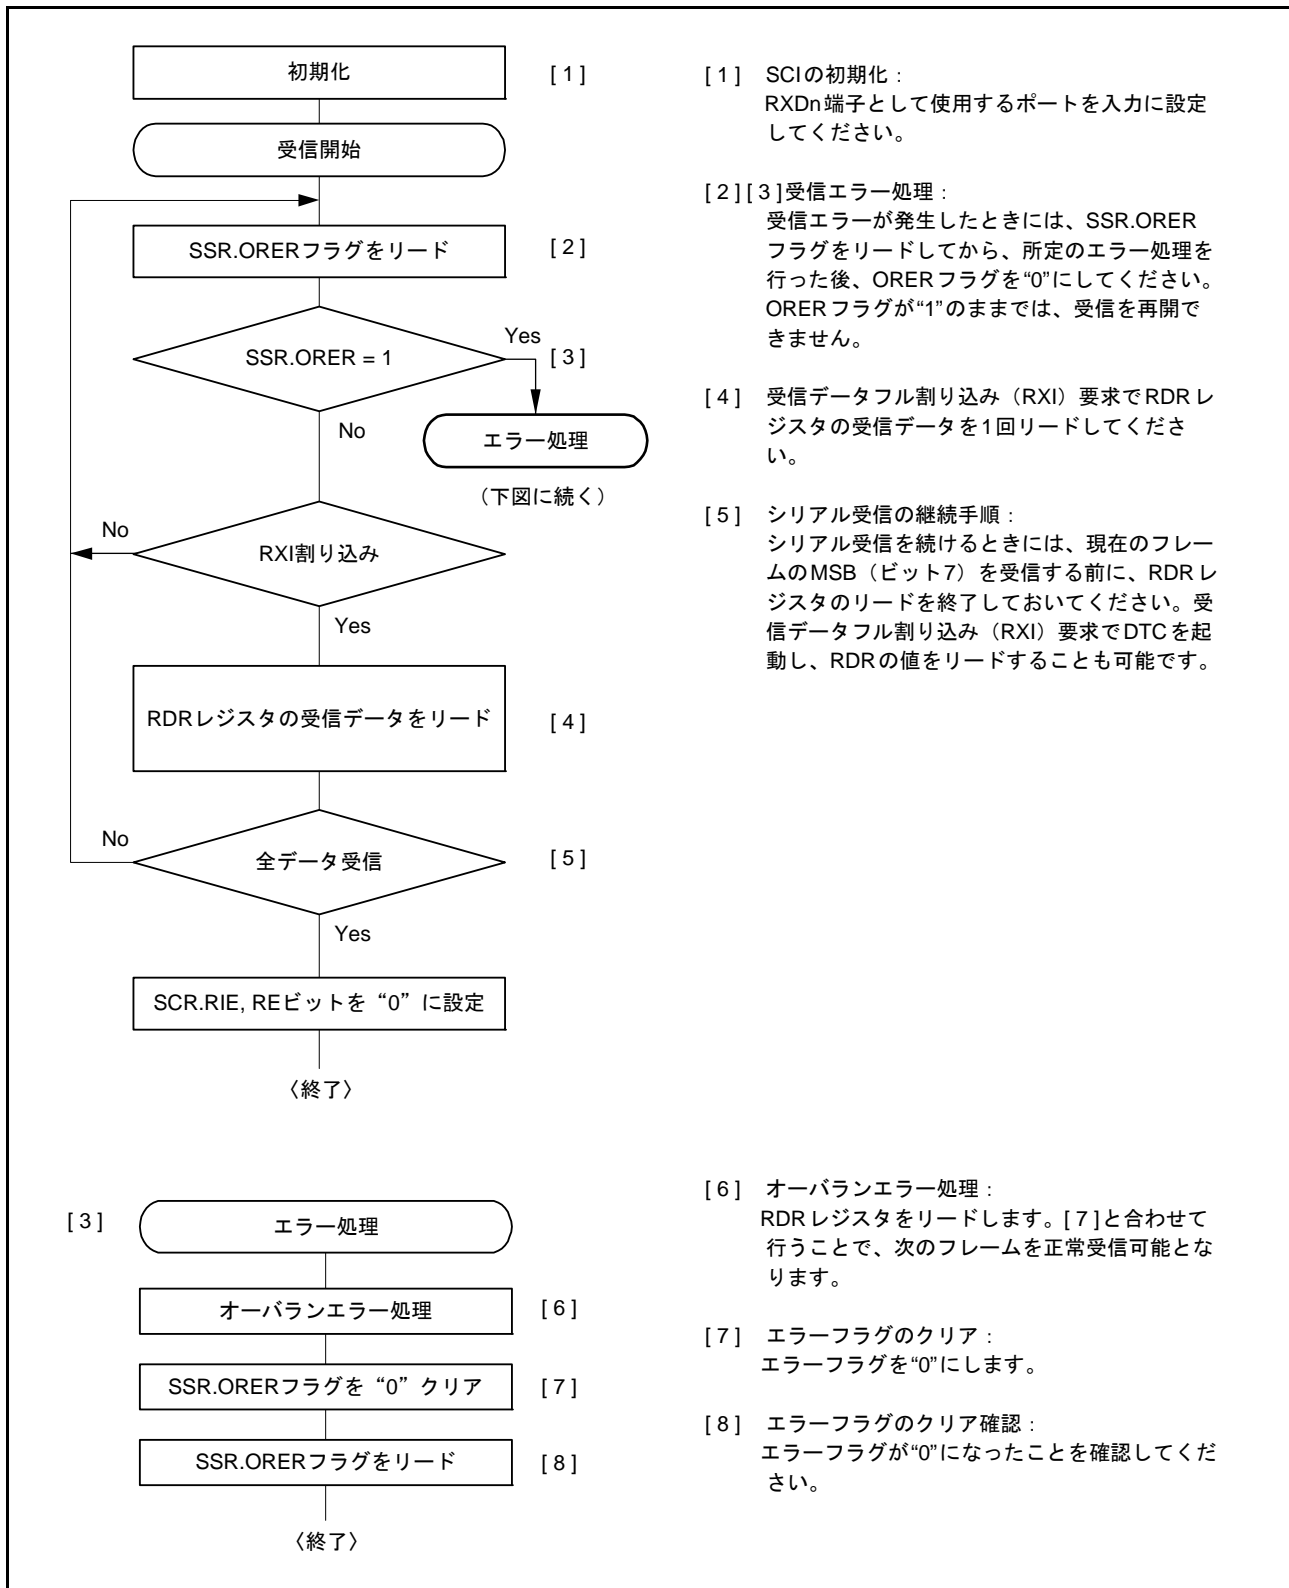 初期化
[ 1 ]
受信開始
SSR.ORERフラグをリード
[ 2 ]
SSR.ORER = 1
Yes
[ 3 ]
No
エラー処理
（下図に続く）
No
RXI割り込み
Yes
RDRレジスタの受信データをリード
[ 4 ]
No
全データ受信
[ 5 ]
Yes
SCR.RIE, REビットを“0”に設定
〈終了〉
[ 1 ] SCIの初期化：
RXDn端子として使用するポートを入力に設定
してください。
[ 2 ] [ 3 ]受信エラー処理：
受信エラーが発生したときには、SSR.ORER
フラグをリードしてから、所定のエラー処理を
行った後、ORERフラグを“0”にしてください。
ORERフラグが“1”のままでは、受信を再開で
きません。
[ 4 ] 受信データフル割り込み（RXI）要求でRDRレ
ジスタの受信データを1回リードしてくださ
い。
[ 5 ] シリアル受信の継続手順：
シリアル受信を続けるときには、現在のフレー
ムのMSB（ビット7）を受信する前に、RDRレ
ジスタのリードを終了しておいてください。受
信データフル割り込み（RXI）要求でDTCを起
動し、RDRの値をリードすることも可能です。
[ 3 ]
エラー処理
オーバランエラー処理
[ 6 ]
SSR.ORERフラグを“0”クリア
[ 7 ]
SSR.ORERフラグをリード
[ 8 ]
〈終了〉
[ 6 ] オーバランエラー処理：
RDRレジスタをリードします。[ 7 ]と合わせて
行うことで、次のフレームを正常受信可能とな
ります。
[ 7 ] エラーフラグのクリア：
エラーフラグを“0”にします。
[ 8 ] エラーフラグのクリア確認：
エラーフラグが“0”になったことを確認してくだ
さい。